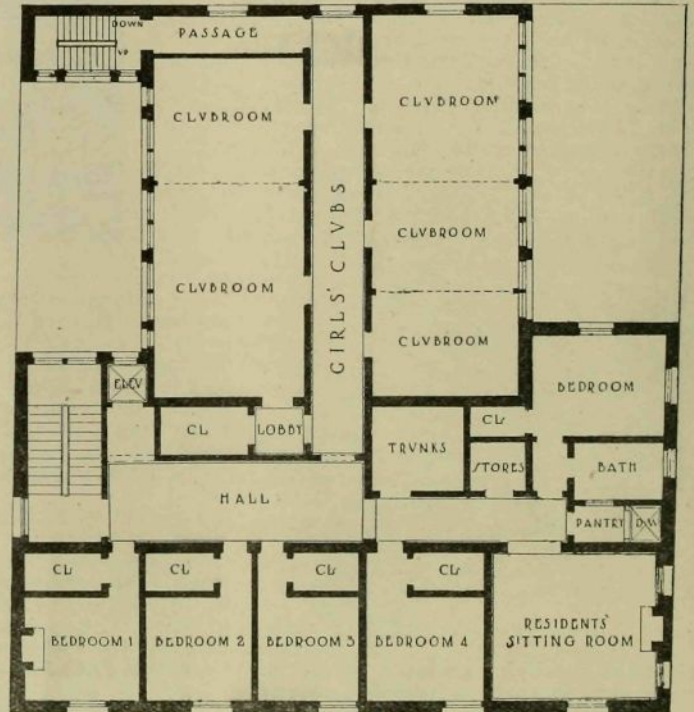 DOWN
VP
PASSAGE
CLVBROOM
CLVBROOM
GIRLS' CLVBS
CLVBROOM
CLVBROOM
CLVBROOM
ELEV
CL
LOBBY
TRVNKS
CL
STORES
BEDROOM
BATH
PANTRY
D.W.
HALL
CL
CL
CL
CL
BEDROOM 1
BEDROOM 2
BEDROOM 3
BEDROOM 4
RESIDENTS'
SITTING ROOM